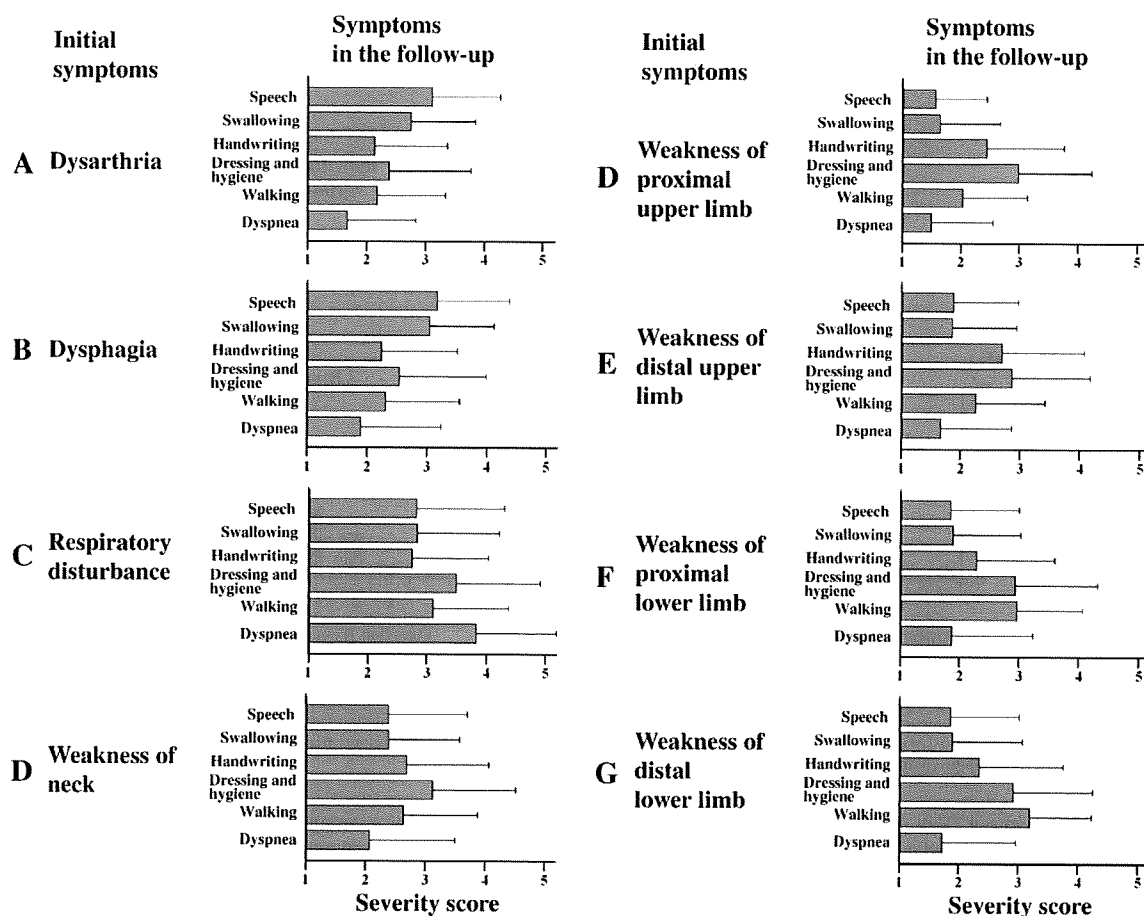 Initial
symptoms
Symptoms
in the follow-up
A Dysarthria
Speech
Swallowing
Handwriting
Dressing and
hygiene
Walking
Dyspnea
1 2 3 4 5
B Dysphagia
Speech
Swallowing
Handwriting
Dressing and
hygiene
Walking
Dyspnea
1 2 3 4 5
C Respiratory
disturbance
Speech
Swallowing
Handwriting
Dressing and
hygiene
Walking
Dyspnea
1 2 3 4 5
D Weakness of
neck
Speech
Swallowing
Handwriting
Dressing and
hygiene
Walking
Dyspnea
1 2 3 4 5
Severity score
Initial
symptoms
Symptoms
in the follow-up
D Weakness of
proximal
upper limb
Speech
Swallowing
Handwriting
Dressing and
hygiene
Walking
Dyspnea
1 2 3 4 5
E Weakness of
distal upper
limb
Speech
Swallowing
Handwriting
Dressing and
hygiene
Walking
Dyspnea
1 2 3 4 5
F Weakness of
proximal
lower limb
Speech
Swallowing
Handwriting
Dressing and
hygiene
Walking
Dyspnea
1 2 3 4 5
G Weakness of
distal
lower limb
Speech
Swallowing
Handwriting
Dressing and
hygiene
Walking
Dyspnea
1 2 3 4 5
Severity score